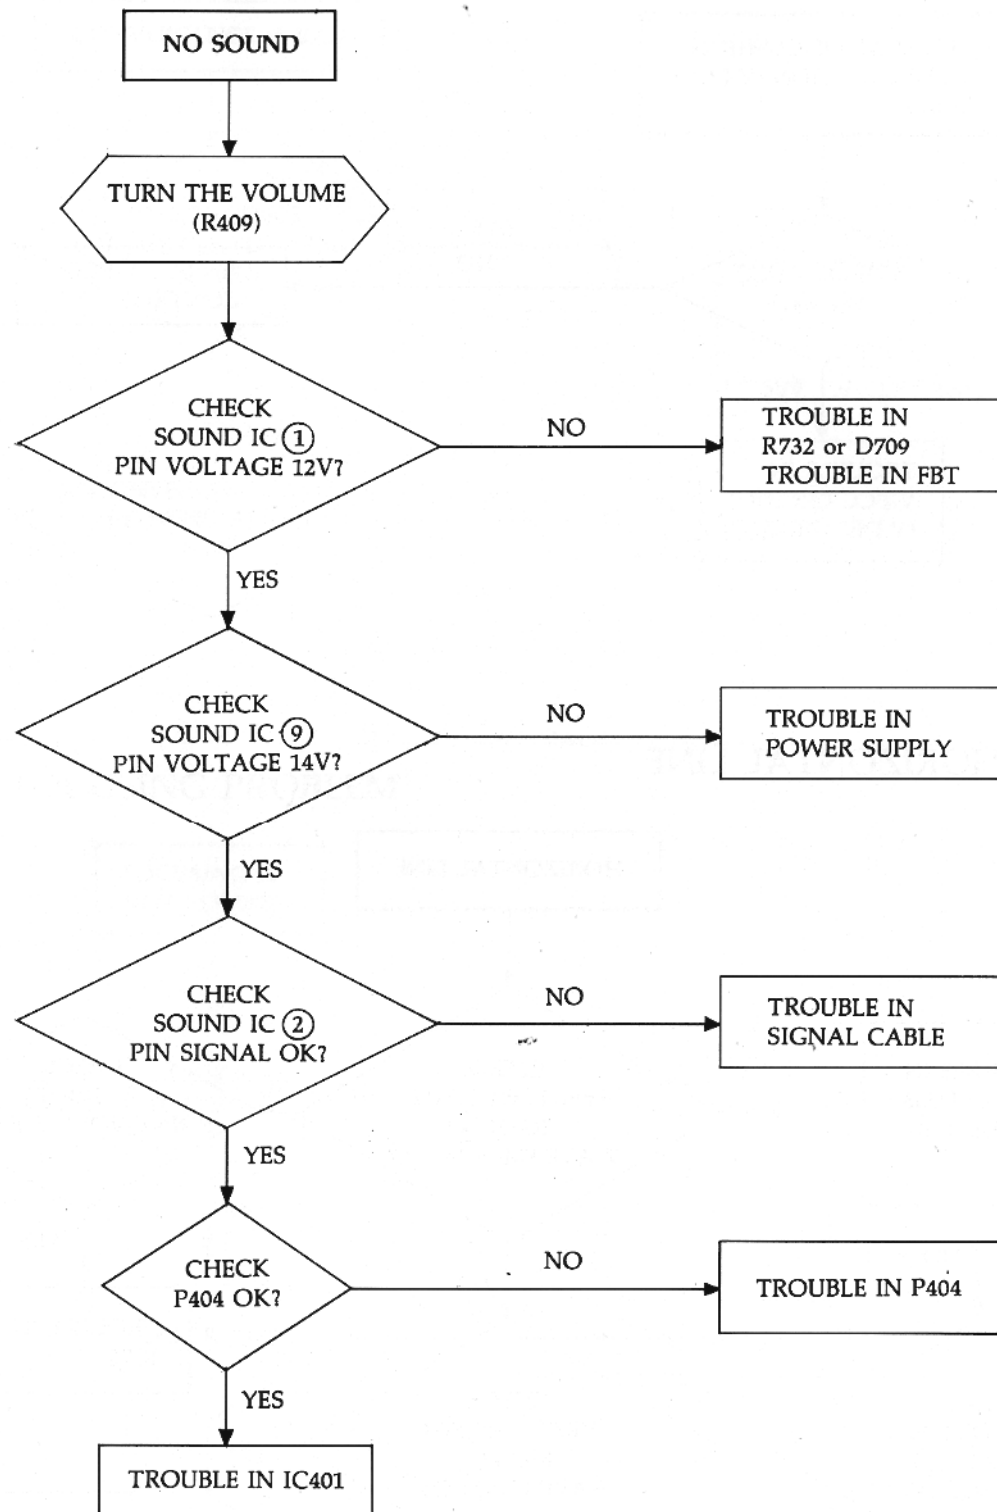 NO SOUND
TURN THE VOLUME
(R409)
CHECK
SOUND IC ①
PIN VOLTAGE 12V?
NO
TROUBLE IN
R732 or D709
TROUBLE IN FBT
YES
CHECK
SOUND IC ⑨
PIN VOLTAGE 14V?
NO
TROUBLE IN
POWER SUPPLY
YES
CHECK
SOUND IC ②
PIN SIGNAL OK?
NO
TROUBLE IN
SIGNAL CABLE
YES
CHECK
P404 OK?
NO
TROUBLE IN P404
YES
TROUBLE IN IC401